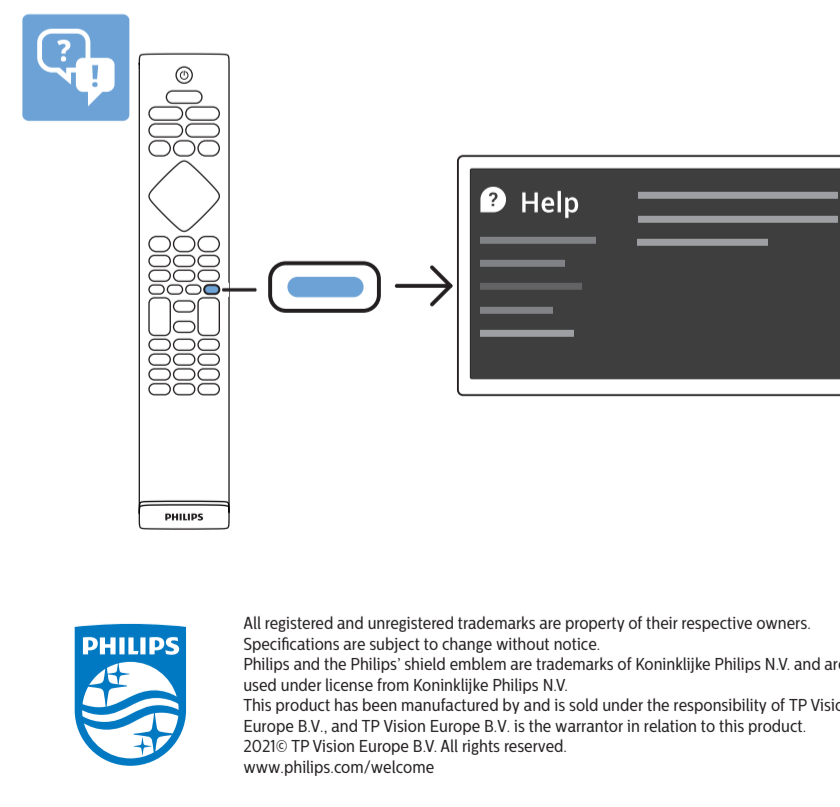 ?
!
? Help
PHILIPS
PHILIPS
All registered and unregistered trademarks are property of their respective owners.
Specifications are subject to change without notice.
Philips and the Philips’ shield emblem are trademarks of Koninklijke Philips N.V. and are
used under license from Koninklijke Philips N.V.
This product has been manufactured by and is sold under the responsibility of TP Visio
Europe B.V., and TP Vision Europe B.V. is the warrantor in relation to this product.
2021© TP Vision Europe B.V. All rights reserved.
www.philips.com/welcome